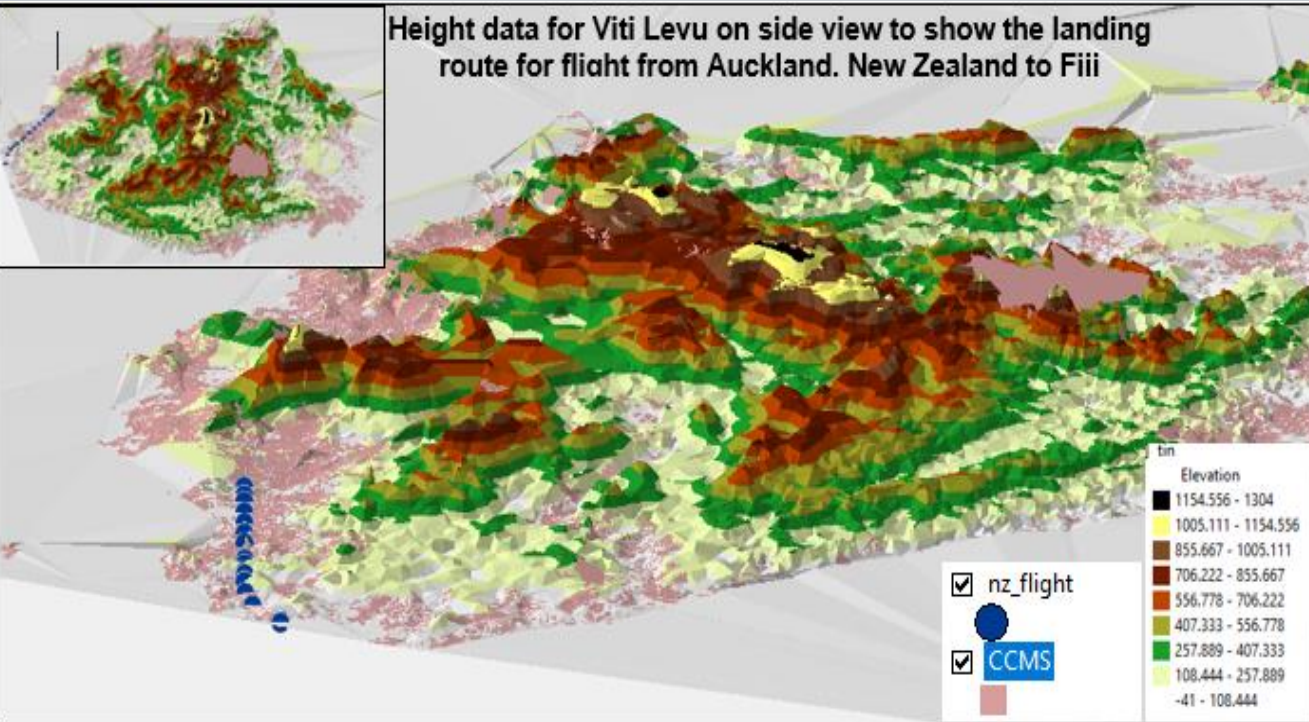 Height data for Viti Levu on side view to show the landing
route for flight from Auckland. New Zealand to Fiii
tin
Elevation
1154.556 - 1304
1005.111 - 1154.556
855.667 - 1005.111
706.222 - 855.667
556.778 - 706.222
407.333 - 556.778
257.889 - 407.333
108.444 - 257.889
-41 - 108.444
nz_flight
CCMS